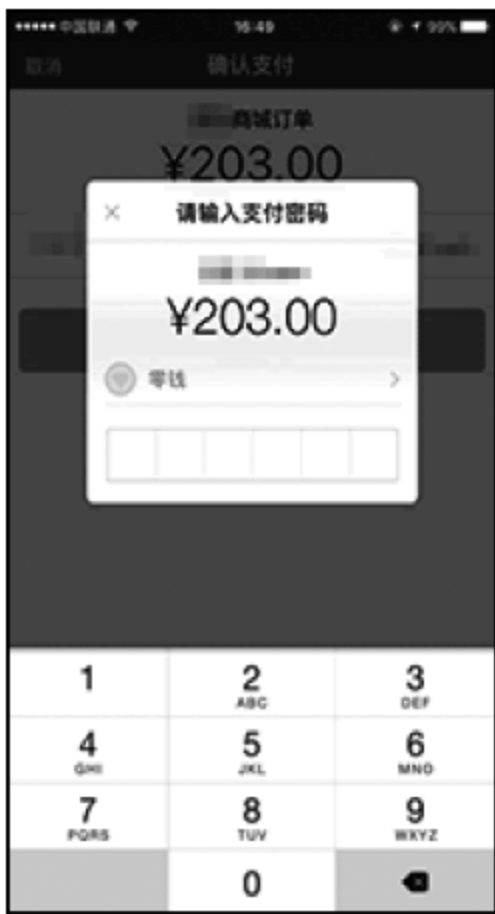 中国联通 16:49 99%
取消 确认支付
商城订单
¥203.00
× 请输入支付密码
¥203.00
零钱 >
1 2 3
ABC DEF
4 5 6
GHI JKL MNO
7 8 9
PQRS TUV WXYZ
0